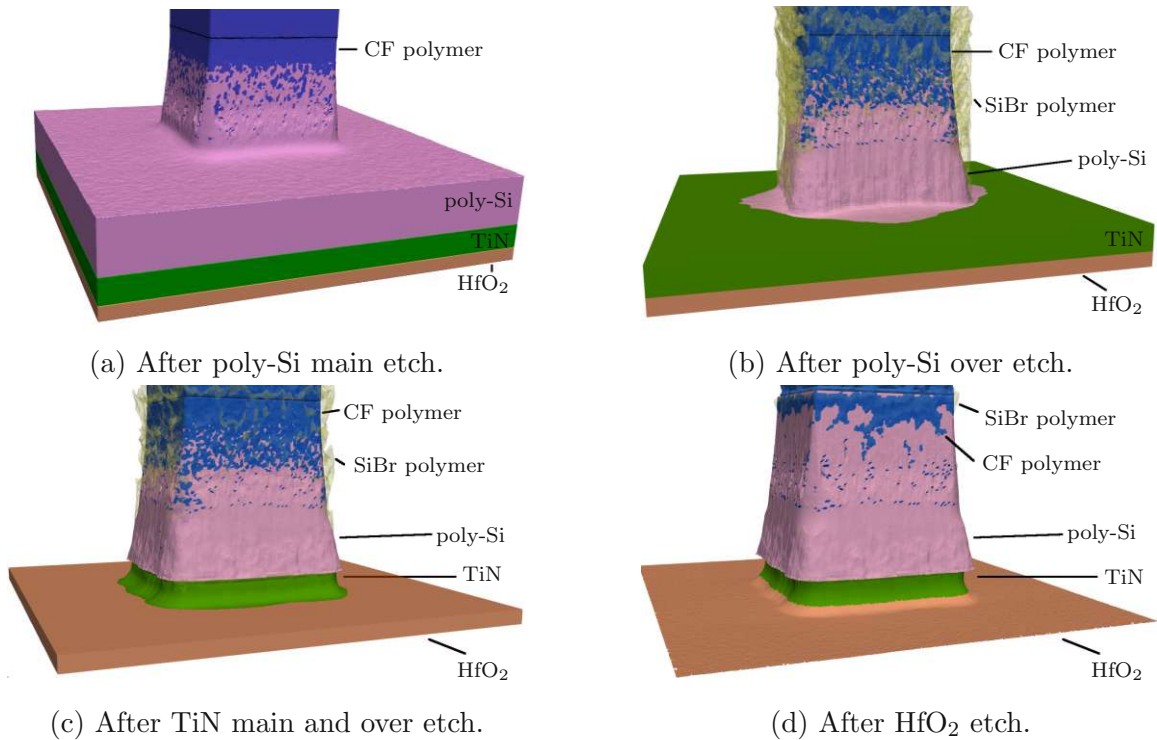 CF polymer
poly-Si
TiN
HfO₂
(a) After poly-Si main etch.
CF polymer
SiBr polymer
poly-Si
TiN
HfO₂
(b) After poly-Si over etch.
CF polymer
SiBr polymer
poly-Si
TiN
HfO₂
(c) After TiN main and over etch.
SiBr polymer
CF polymer
poly-Si
TiN
HfO₂
(d) After HfO₂ etch.